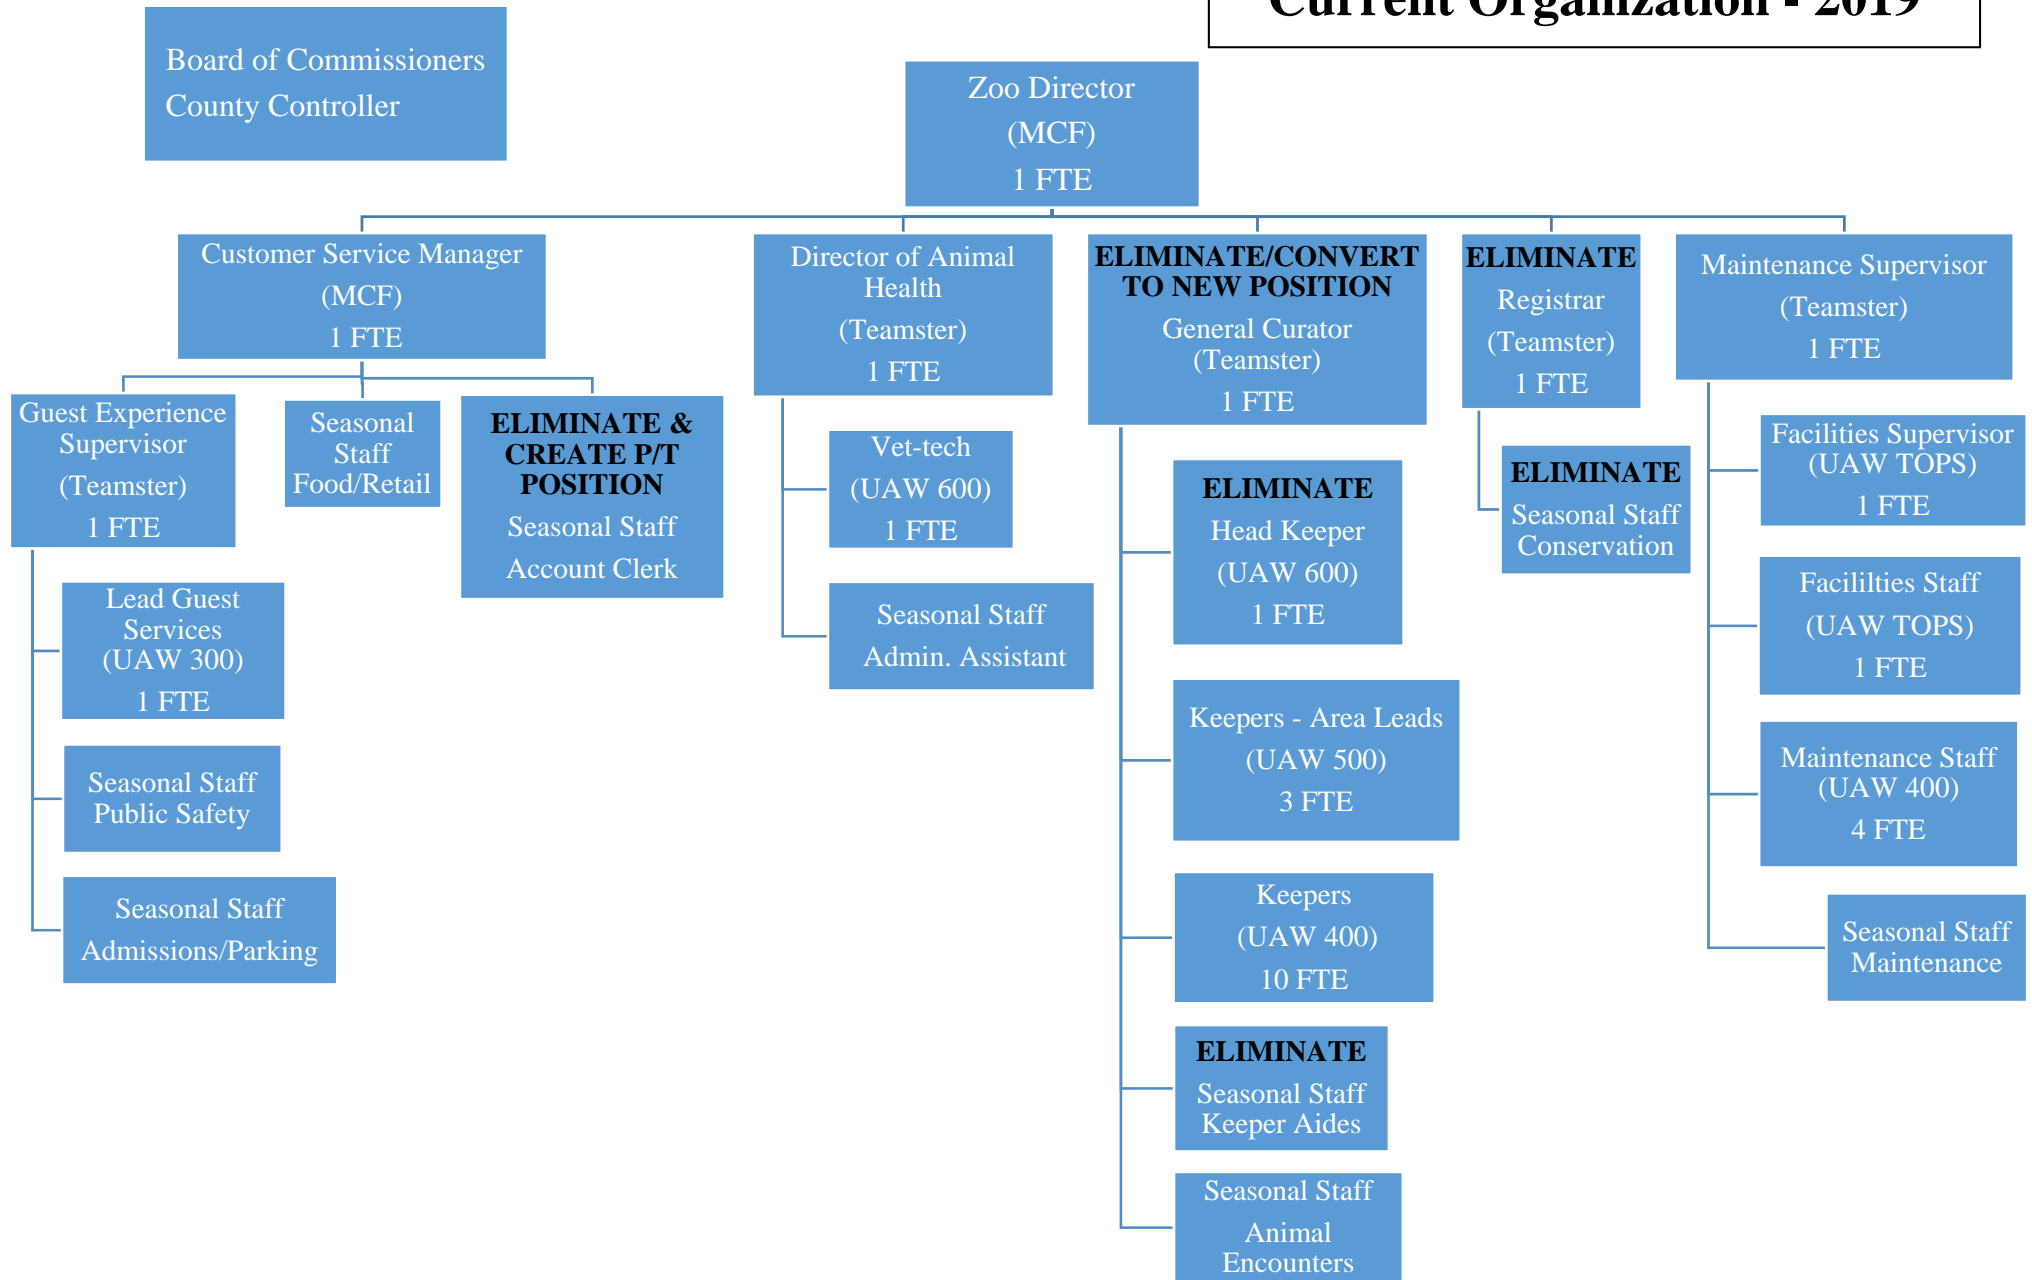 Current Organization - 2019
Board of Commissioners
County Controller
Zoo Director
(MCF)
1 FTE
Customer Service Manager
(MCF)
1 FTE
Director of Animal
Health
(Teamster)
1 FTE
ELIMINATE/CONVERT
TO NEW POSITION
General Curator
(Teamster)
1 FTE
ELIMINATE
Registrar
(Teamster)
1 FTE
Maintenance Supervisor
(Teamster)
1 FTE
Guest Experience
Supervisor
(Teamster)
1 FTE
Seasonal
Staff
Food/Retail
ELIMINATE &
CREATE P/T
POSITION
Seasonal Staff
Account Clerk
Lead Guest
Services
(UAW 300)
1 FTE
Seasonal Staff
Public Safety
Seasonal Staff
Admissions/Parking
Vet-tech
(UAW 600)
1 FTE
Seasonal Staff
Admin. Assistant
ELIMINATE
Head Keeper
(UAW 600)
1 FTE
Keepers - Area Leads
(UAW 500)
3 FTE
Keepers
(UAW 400)
10 FTE
ELIMINATE
Seasonal Staff
Keeper Aides
Seasonal Staff
Animal
Encounters
ELIMINATE
Seasonal Staff
Conservation
Facilities Supervisor
(UAW TOPS)
1 FTE
Facililties Staff
(UAW TOPS)
1 FTE
Maintenance Staff
(UAW 400)
4 FTE
Seasonal Staff
Maintenance